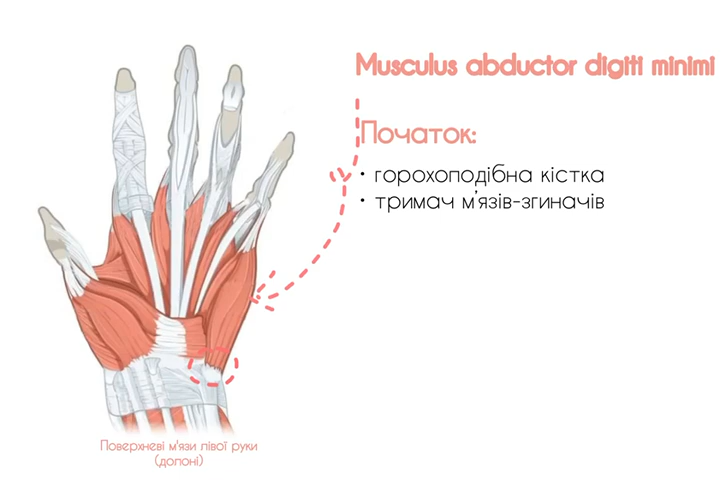 Musculus abductor digiti minimi
Початок:
• горохоподібна кістка
• тримач м'язів-згиначів
Поверхневі м'язи лівої руки
(долоні)